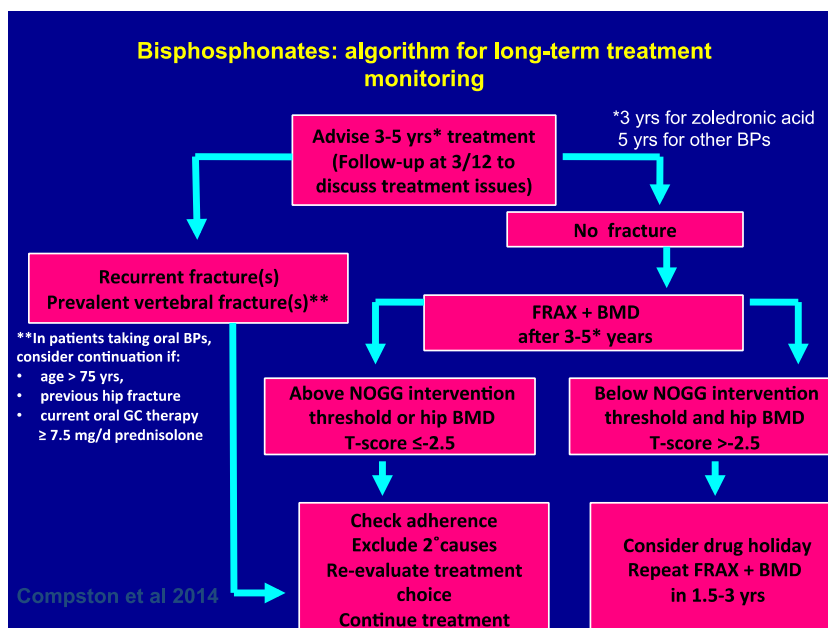 Bisphosphonates: algorithm for long-term treatment
monitoring
*3 yrs for zoledronic acid
5 yrs for other BPs
Advise 3-5 yrs* treatment
(Follow-up at 3/12 to
discuss treatment issues)
No fracture
Recurrent fracture(s)
Prevalent vertebral fracture(s)**
FRAX + BMD
after 3-5* years
**In patients taking oral BPs,
consider continuation if:
• age > 75 yrs,
• previous hip fracture
• current oral GC therapy
≥ 7.5 mg/d prednisolone
Above NOGG intervention
threshold or hip BMD
T-score ≤-2.5
Below NOGG intervention
threshold and hip BMD
T-score >-2.5
Check adherence
Exclude 2˚causes
Re-evaluate treatment
choice
Continue treatment
Consider drug holiday
Repeat FRAX + BMD
in 1.5-3 yrs
Compston et al 2014